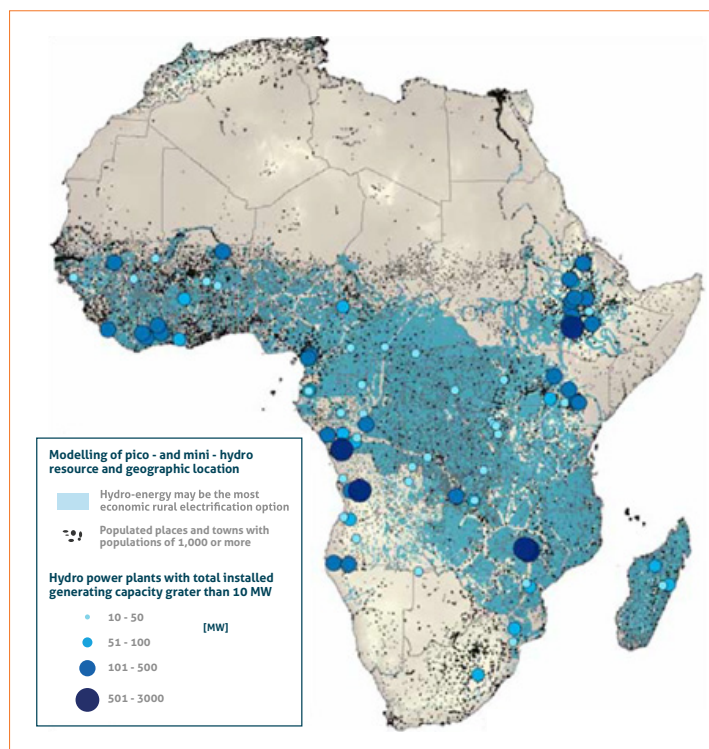 Modelling of pico - and mini - hydro
resource and geographic location
Hydro-energy may be the most
economic rural electrification option
Populated places and towns with
populations of 1,000 or more
Hydro power plants with total installed
generating capacity grater than 10 MW
10 - 50
[MW]
51 - 100
101 - 500
501 - 3000